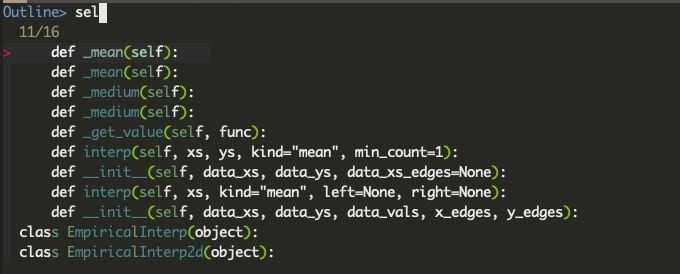 Outline> sel
11/16
> def _mean(self):
def _mean(self):
def _medium(self):
def _medium(self):
def _get_value(self, func):
def interp(self, xs, ys, kind="mean", min_count=1):
def __init__(self, data_xs, data_ys, data_xs_edges=None):
def interp(self, xs, kind="mean", left=None, right=None):
def __init__(self, data_xs, data_ys, data_vals, x_edges, y_edges):
class EmpiricalInterp(object):
class EmpiricalInterp2d(object):